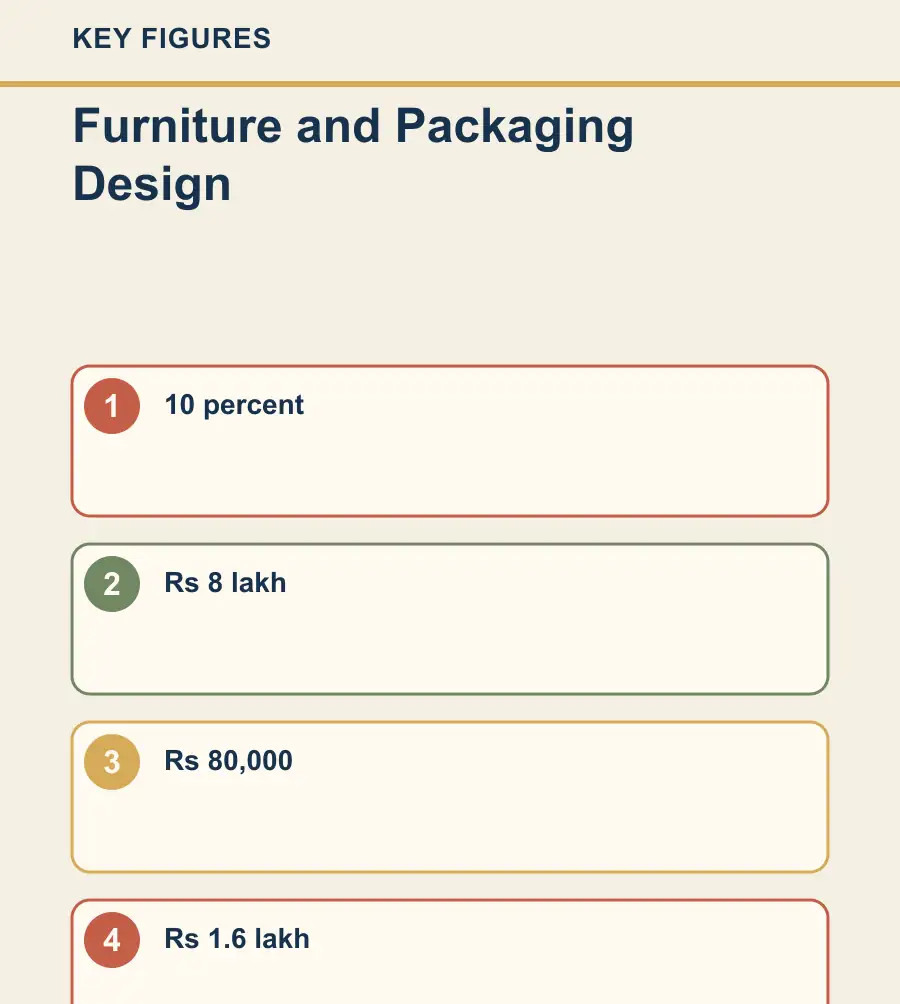 KEY FIGURES
Furniture and Packaging
Design
1
10 percent
2
Rs 8 lakh
3
Rs 80,000
4
Rs 1.6 lakh